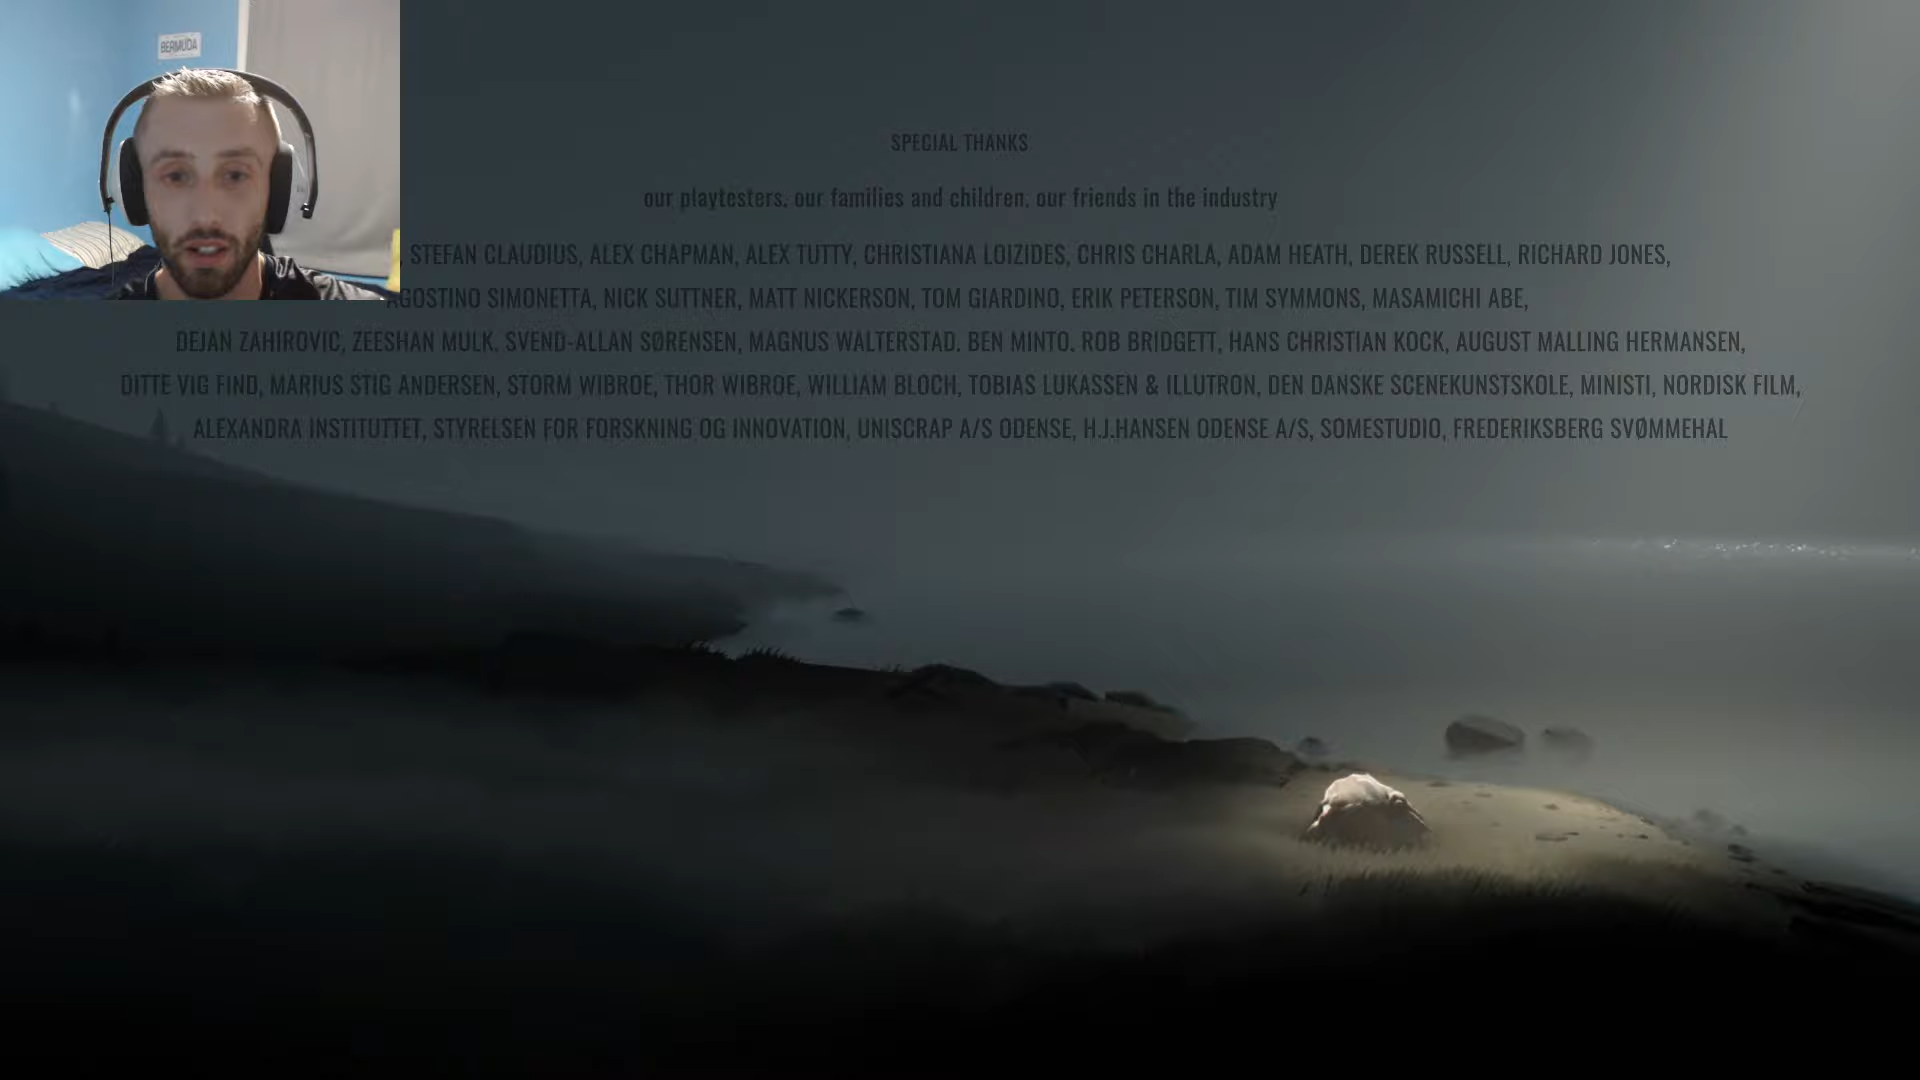 BERMUDA
SPECIAL THANKS
our playtesters, our families and children, our friends in the industry
STEFAN CLAUDIUS, ALEX CHAPMAN, ALEX TUTTY, CHRISTIANA LOIZIDES, CHRIS CHARLA, ADAM HEATH, DEREK RUSSELL, RICHARD JONES,
AGOSTINO SIMONETTA, NICK SUTTNER, MATT NICKERSON, TOM GIARDINO, ERIK PETERSON, TIM SYMMONS, MASAMICHI ABE,
DEJAN ZAHIROVIC, ZEESHAN MULK, SVEND-ALLAN SØRENSEN, MAGNUS WALTERSTAD, BEN MINTO, ROB BRIDGETT, HANS CHRISTIAN KOCK, AUGUST MALLING HERMANSEN,
DITTE VIG FIND, MARIUS STIG ANDERSEN, STORM WIBROE, THOR WIBROE, WILLIAM BLOCH, TOBIAS LUKASSEN & ILLUTRON, DEN DANSKE SCENEKUNSTSKOLE, MINISTI, NORDISK FILM,
ALEXANDRA INSTITUTTET, STYRELSEN FOR FORSKNING OG INNOVATION, UNISCRAP A/S ODENSE, H.J.HANSEN ODENSE A/S, SOMESTUDIO, FREDERIKSBERG SVØMMEHAL